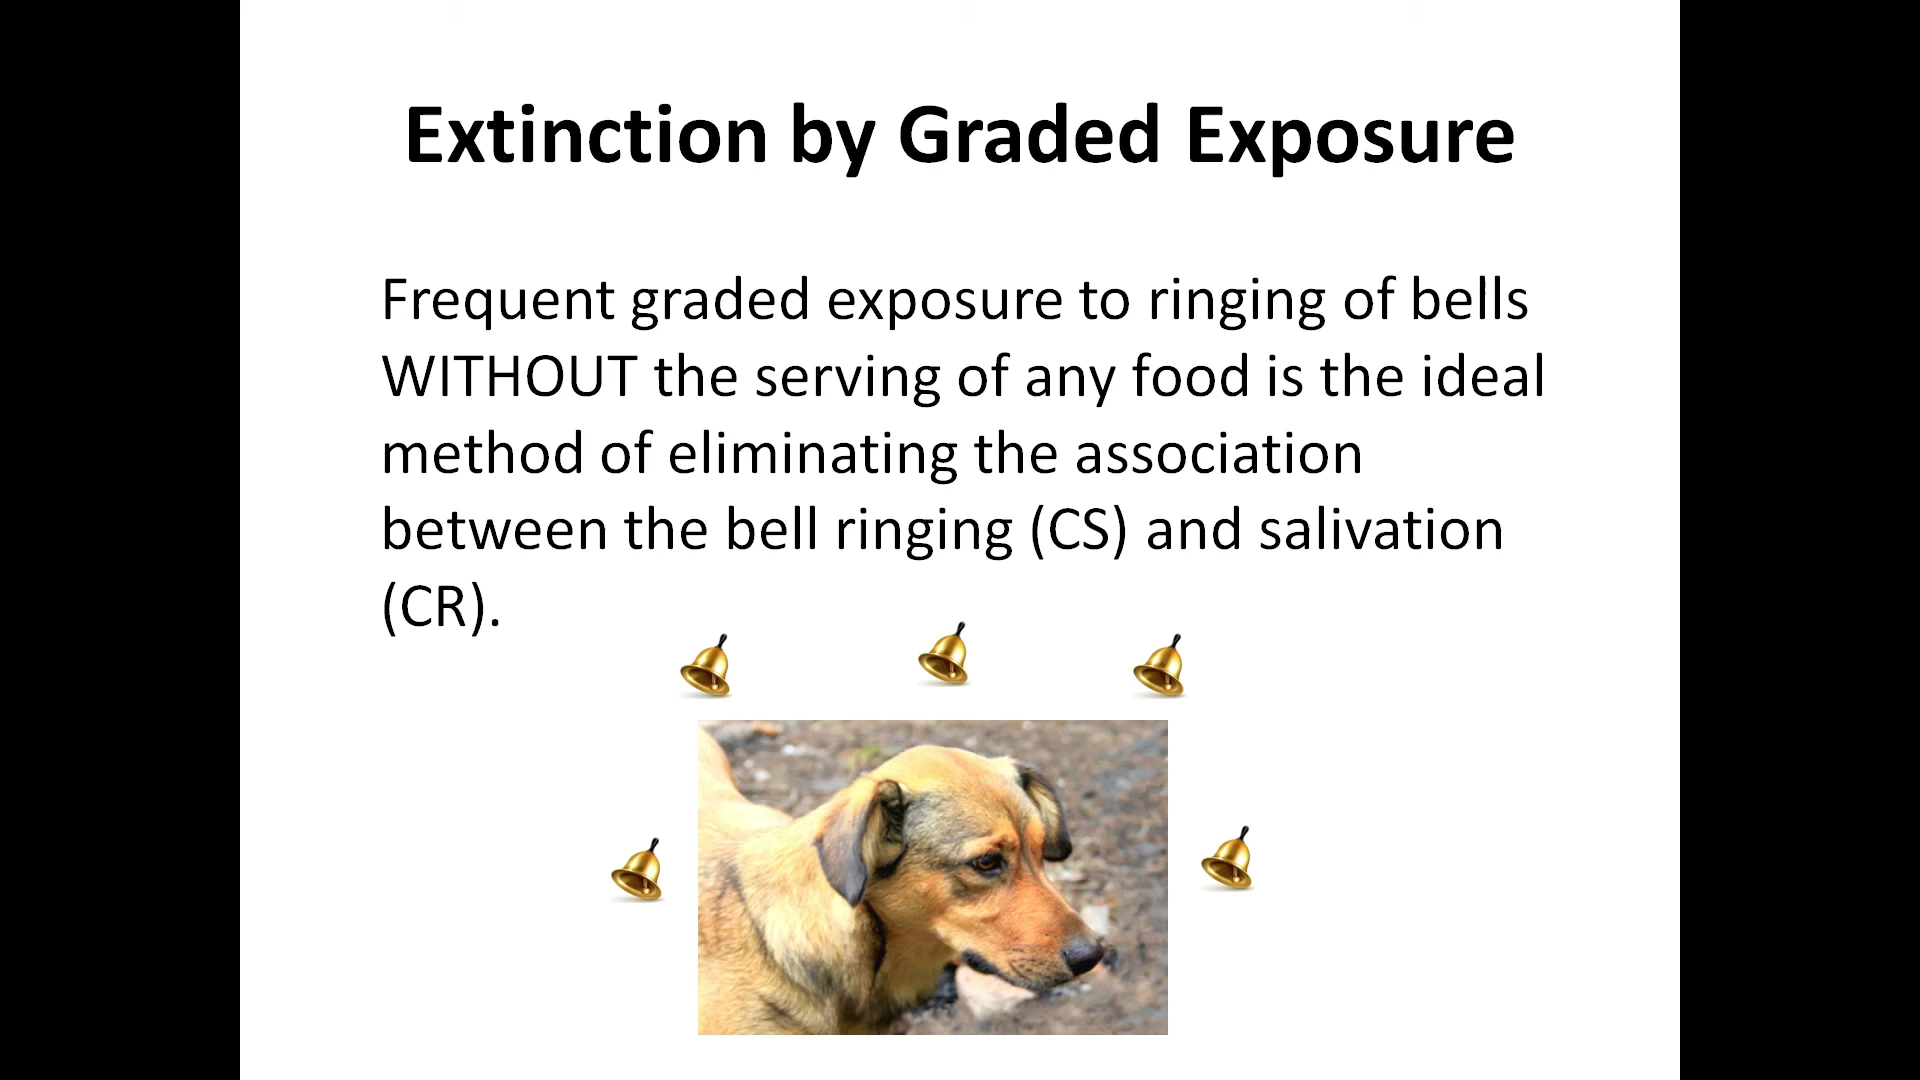 Extinction by Graded Exposure
Frequent graded exposure to ringing of bells
WITHOUT the serving of any food is the ideal
method of eliminating the association
between the bell ringing (CS) and salivation
(CR).